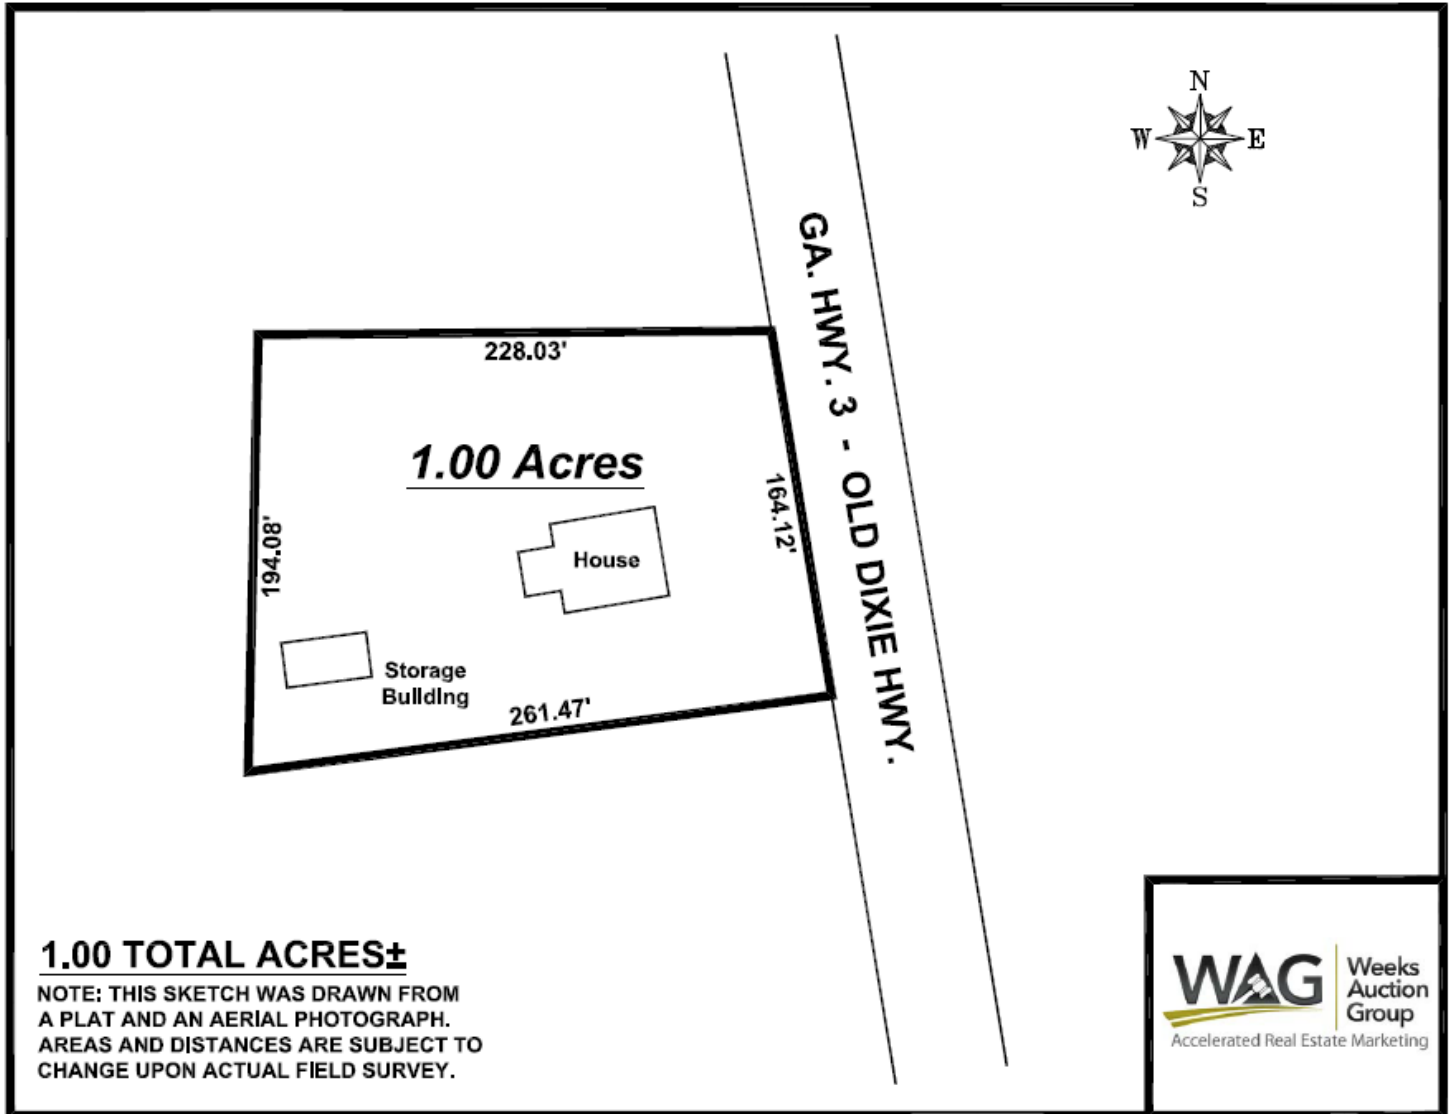 N
W E
S
GA. HWY. 3 - OLD DIXIE HWY.
228.03'
1.00 Acres
164.12'
194.08'
House
Storage
Building
261.47'
1.00 TOTAL ACRES±
NOTE: THIS SKETCH WAS DRAWN FROM
A PLAT AND AN AERIAL PHOTOGRAPH.
AREAS AND DISTANCES ARE SUBJECT TO
CHANGE UPON ACTUAL FIELD SURVEY.
WAG
Weeks
Auction
Group
Accelerated Real Estate Marketing